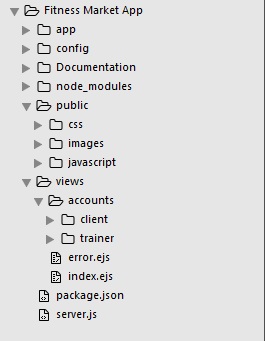 Fitness Market App
app
config
Documentation
node_modules
public
css
images
javascript
views
accounts
client
trainer
error.ejs
index.ejs
package.json
server.js